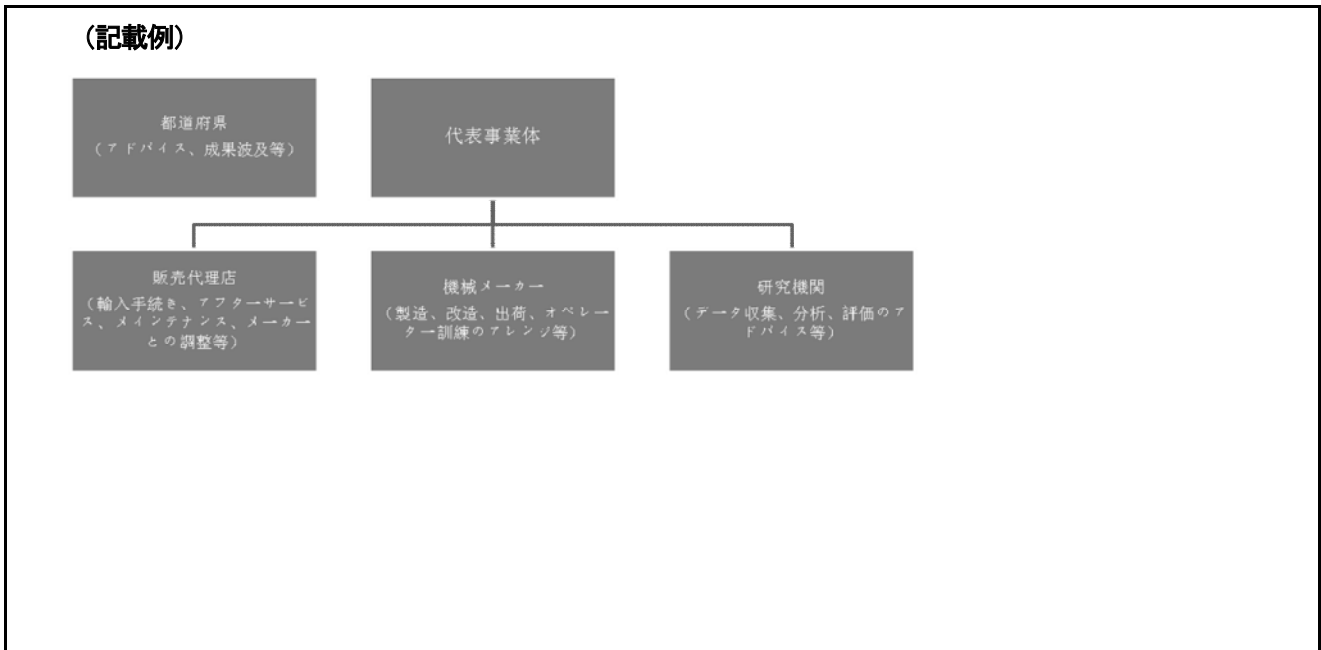 （記載例）
都道府県
（アドバイス、成果波及等）
代表事業体
販売代理店
（輸入手続き、アフターサービ
ス、メインテナンス、メーカー
との調整等）
機械メーカー
（製造、改造、出荷、オペレー
ター訓練のアレンジ等）
研究機関
（データ収集、分析、評価のア
ドバイス等）